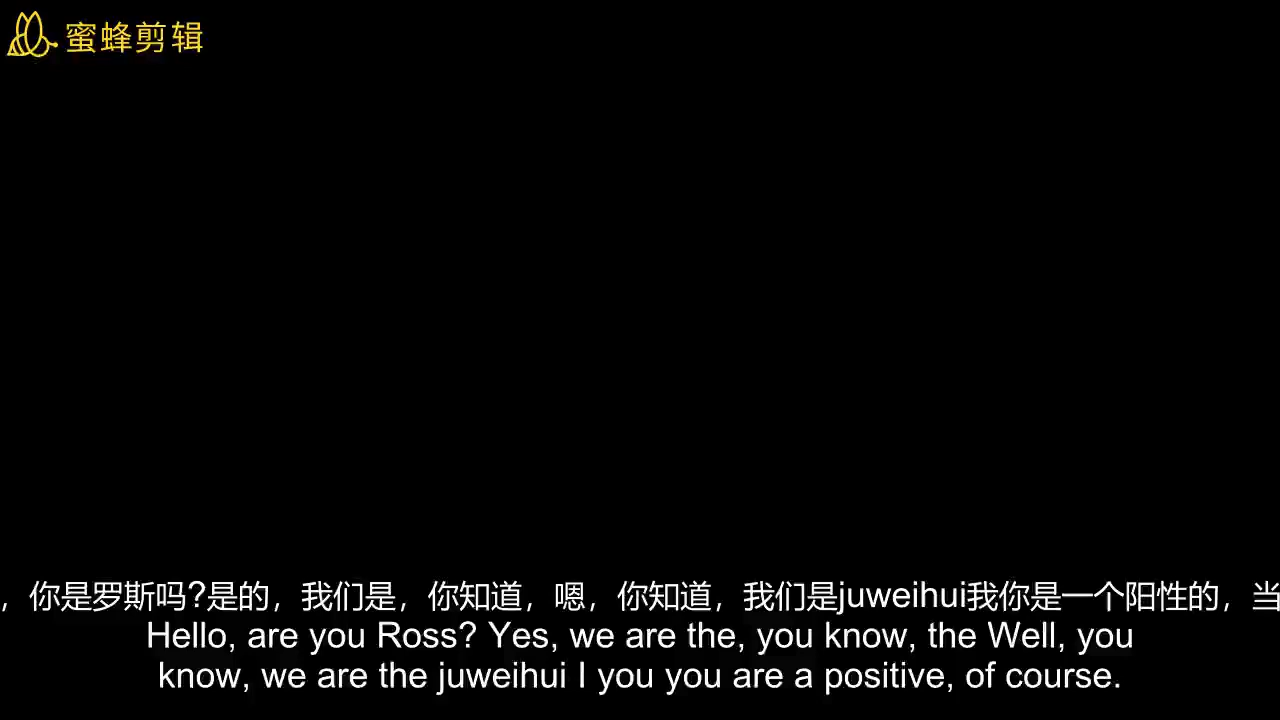 蜜蜂剪辑
，你是罗斯吗?是的，我们是，你知道，嗯，你知道，我们是juweihui我你是一个阳性的，当
Hello, are you Ross? Yes, we are the, you know, the Well, you
know, we are the juweihui I you you are a positive, of course.